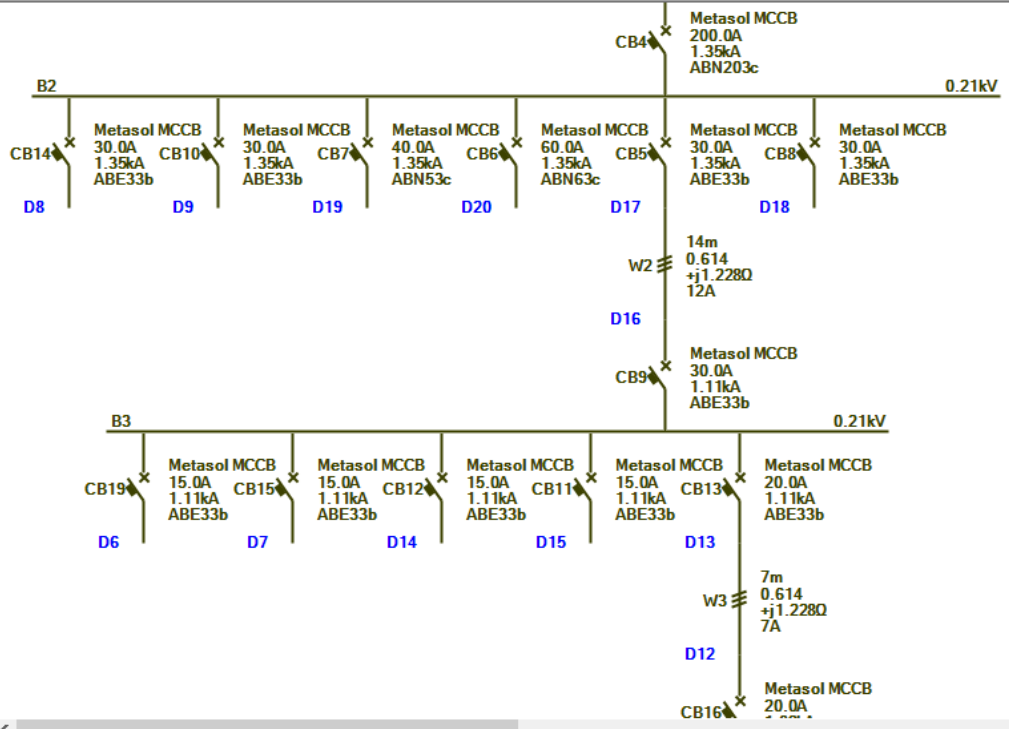 Metasol MCCB
CB4
200.0A
1.35kA
ABN203c
B2
0.21kV
CB14
Metasol MCCB
30.0A
1.35kA
ABE33b
CB10
Metasol MCCB
30.0A
1.35kA
ABE33b
CB7
Metasol MCCB
40.0A
1.35kA
ABN53c
CB6
Metasol MCCB
60.0A
1.35kA
ABN63c
CB5
Metasol MCCB
30.0A
1.35kA
ABE33b
CB8
Metasol MCCB
30.0A
1.35kA
ABE33b
D8
D9
D19
D20
D17
D18
W2
14m
0.614
+j1.228Ω
12A
D16
CB9
Metasol MCCB
30.0A
1.11kA
ABE33b
B3
0.21kV
CB19
Metasol MCCB
15.0A
1.11kA
ABE33b
CB15
Metasol MCCB
15.0A
1.11kA
ABE33b
CB12
Metasol MCCB
15.0A
1.11kA
ABE33b
CB11
Metasol MCCB
15.0A
1.11kA
ABE33b
CB13
Metasol MCCB
20.0A
1.11kA
ABE33b
D6
D7
D14
D15
D13
W3
7m
0.614
+j1.228Ω
7A
D12
CB16
Metasol MCCB
20.0A